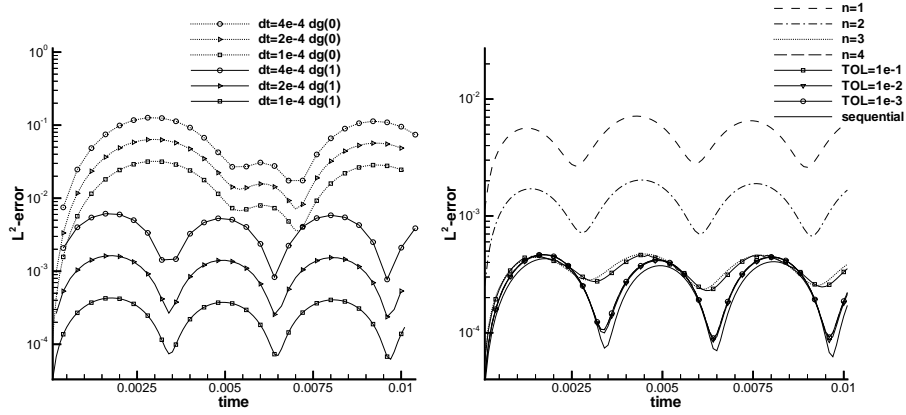 dt=4e-4 dg(0)
dt=2e-4 dg(0)
dt=1e-4 dg(0)
dt=4e-4 dg(1)
dt=2e-4 dg(1)
dt=1e-4 dg(1)
10^0
10^-1
10^-2
10^-3
10^-4
L^2-error
0.0025 0.005 0.0075 0.01
time
n=1
n=2
n=3
n=4
TOL=1e-1
TOL=1e-2
TOL=1e-3
sequential
10^-2
10^-3
10^-4
L^2-error
0.0025 0.005 0.0075 0.01
time